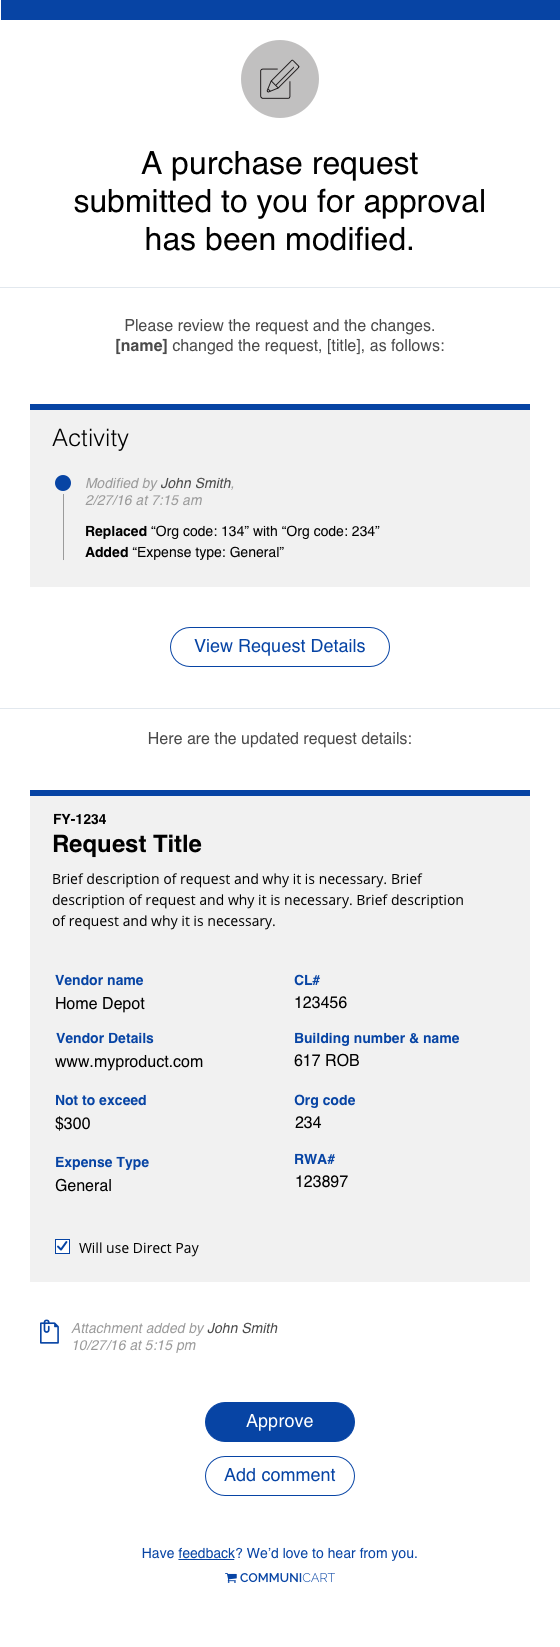 A purchase request
submitted to you for approval
has been modified.
Please review the request and the changes.
[name] changed the request, [title], as follows:
Activity
Modified by John Smith,
2/27/16 at 7:15 am
Replaced “Org code: 134” with “Org code: 234”
Added “Expense type: General”
View Request Details
Here are the updated request details:
FY-1234
Request Title
Brief description of request and why it is necessary. Brief
description of request and why it is necessary. Brief description
of request and why it is necessary.
Vendor name
Home Depot
CL#
123456
Vendor Details
www.myproduct.com
Building number & name
617 ROB
Not to exceed
$300
Org code
234
Expense Type
General
RWA#
123897
Will use Direct Pay
Attachment added by John Smith
10/27/16 at 5:15 pm
Approve
Add comment
Have feedback? We’d love to hear from you.
COMMUNICART